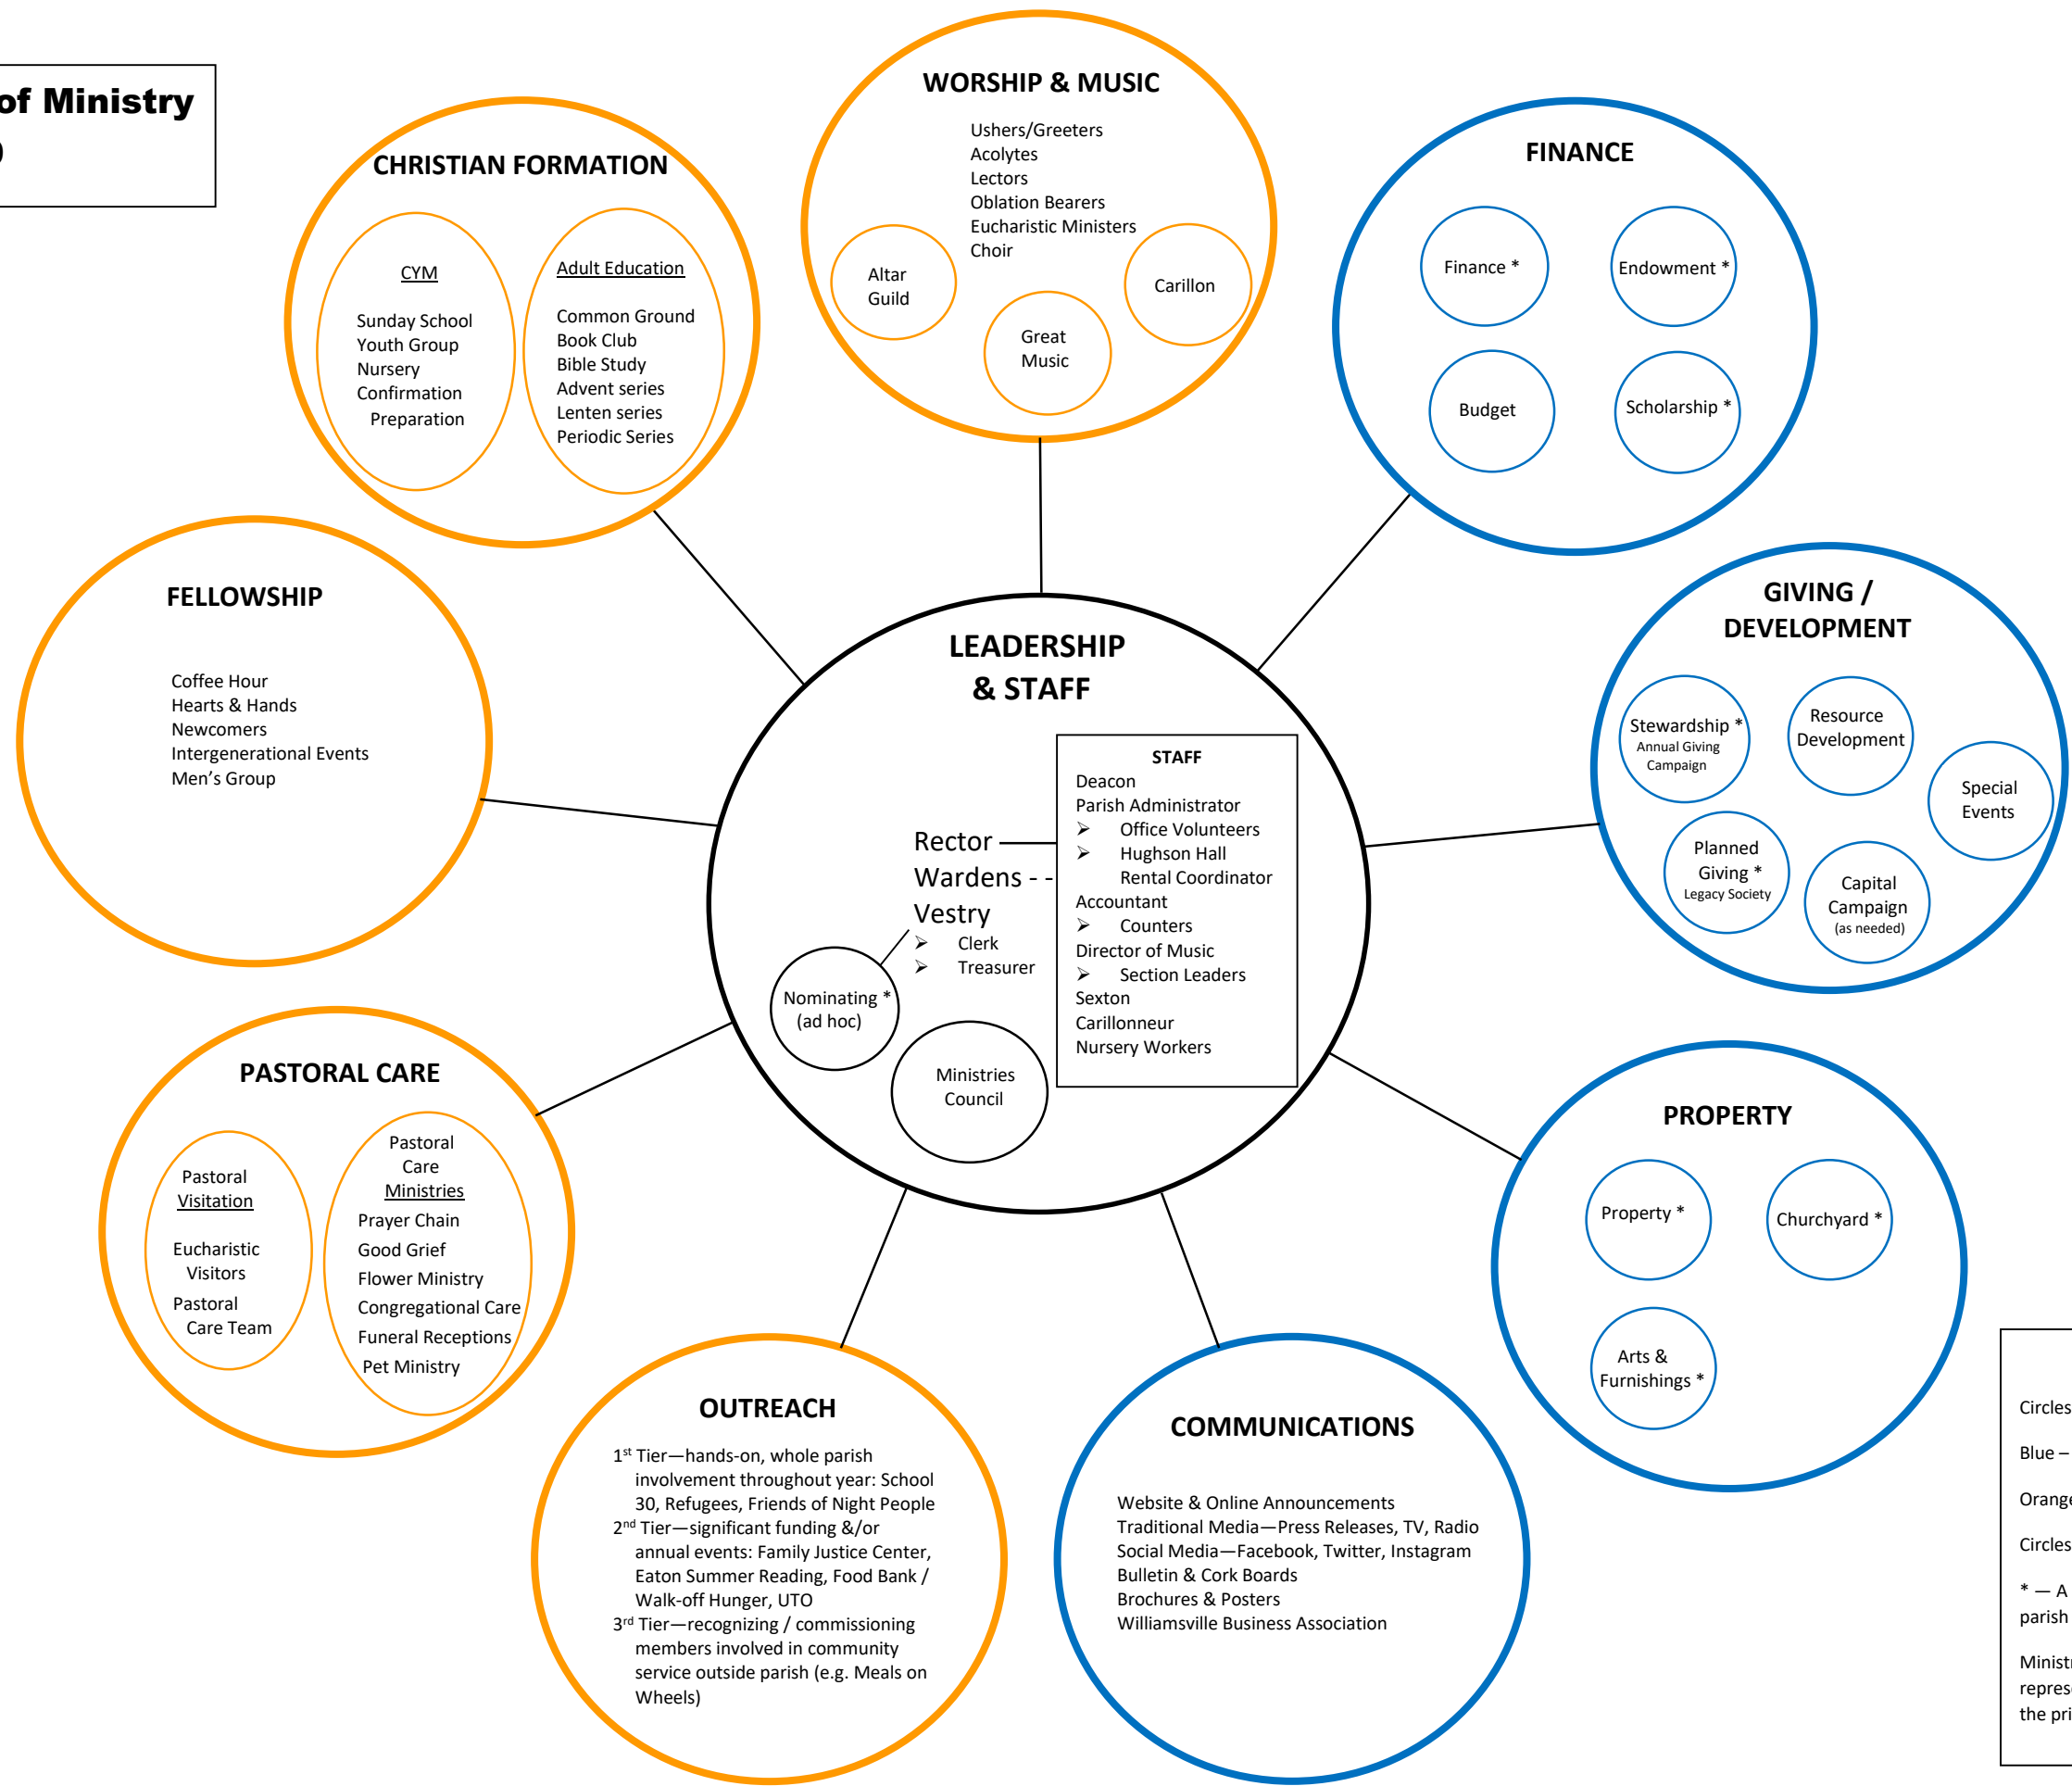 of Ministry
WORSHIP & MUSIC
Ushers/Greeters
Acolytes
Lectors
Oblation Bearers
Eucharistic Ministers
Choir
Altar
Guild
Great
Music
Carillon
CHRISTIAN FORMATION
CYM
Sunday School
Youth Group
Nursery
Confirmation
Preparation
Adult Education
Common Ground
Book Club
Bible Study
Advent series
Lenten series
Periodic Series
FINANCE
Finance *
Endowment *
Budget
Scholarship *
FELLOWSHIP
Coffee Hour
Hearts & Hands
Newcomers
Intergenerational Events
Men’s Group
GIVING /
DEVELOPMENT
Stewardship *
Annual Giving
Campaign
Resource
Development
Special
Events
Planned
Giving *
Legacy Society
Capital
Campaign
(as needed)
LEADERSHIP
& STAFF
Rector
Wardens - -
Vestry
➢ Clerk
➢ Treasurer
Nominating *
(ad hoc)
Ministries
Council
STAFF
Deacon
Parish Administrator
➢ Office Volunteers
➢ Hughson Hall
Rental Coordinator
Accountant
➢ Counters
Director of Music
➢ Section Leaders
Sexton
Carillonneur
Nursery Workers
PASTORAL CARE
Pastoral
Visitation
Eucharistic
Visitors
Pastoral
Care Team
Pastoral
Care
Ministries
Prayer Chain
Good Grief
Flower Ministry
Congregational Care
Funeral Receptions
Pet Ministry
PROPERTY
Property *
Churchyard *
Arts &
Furnishings *
OUTREACH
1st Tier—hands-on, whole parish
involvement throughout year: School
30, Refugees, Friends of Night People
2nd Tier—significant funding &/or
annual events: Family Justice Center,
Eaton Summer Reading, Food Bank /
Walk-off Hunger, UTO
3rd Tier—recognizing / commissioning
members involved in community
service outside parish (e.g. Meals on
Wheels)
COMMUNICATIONS
Website & Online Announcements
Traditional Media—Press Releases, TV, Radio
Social Media—Facebook, Twitter, Instagram
Bulletin & Cork Boards
Brochures & Posters
Williamsville Business Association
Circles
Blue –
Orange
Circles
* — A
parish
Minist
repres
the pri